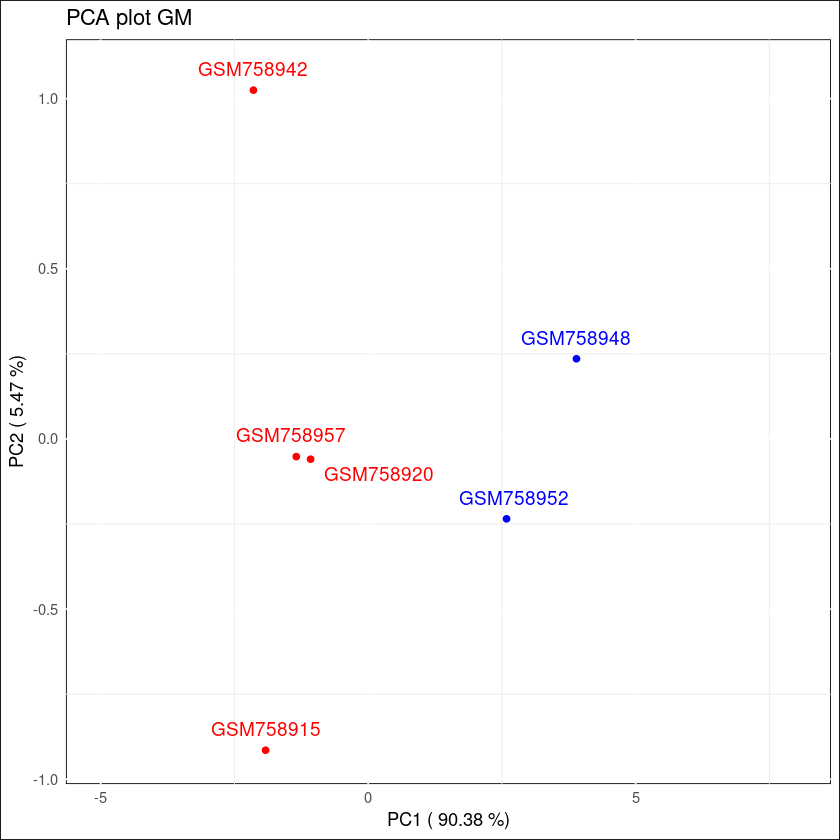 PCA plot GM
GSM758942
1.0
0.5
GSM758948
PC2 ( 5.47 %)
0.0
GSM758957
GSM758920
GSM758952
-0.5
GSM758915
-1.0
-5
0
5
PC1 ( 90.38 %)